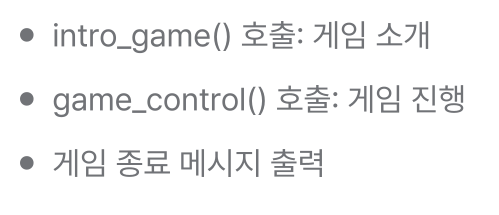 • intro_game() 호출: 게임 소개
• game_control() 호출: 게임 진행
• 게임 종료 메시지 출력